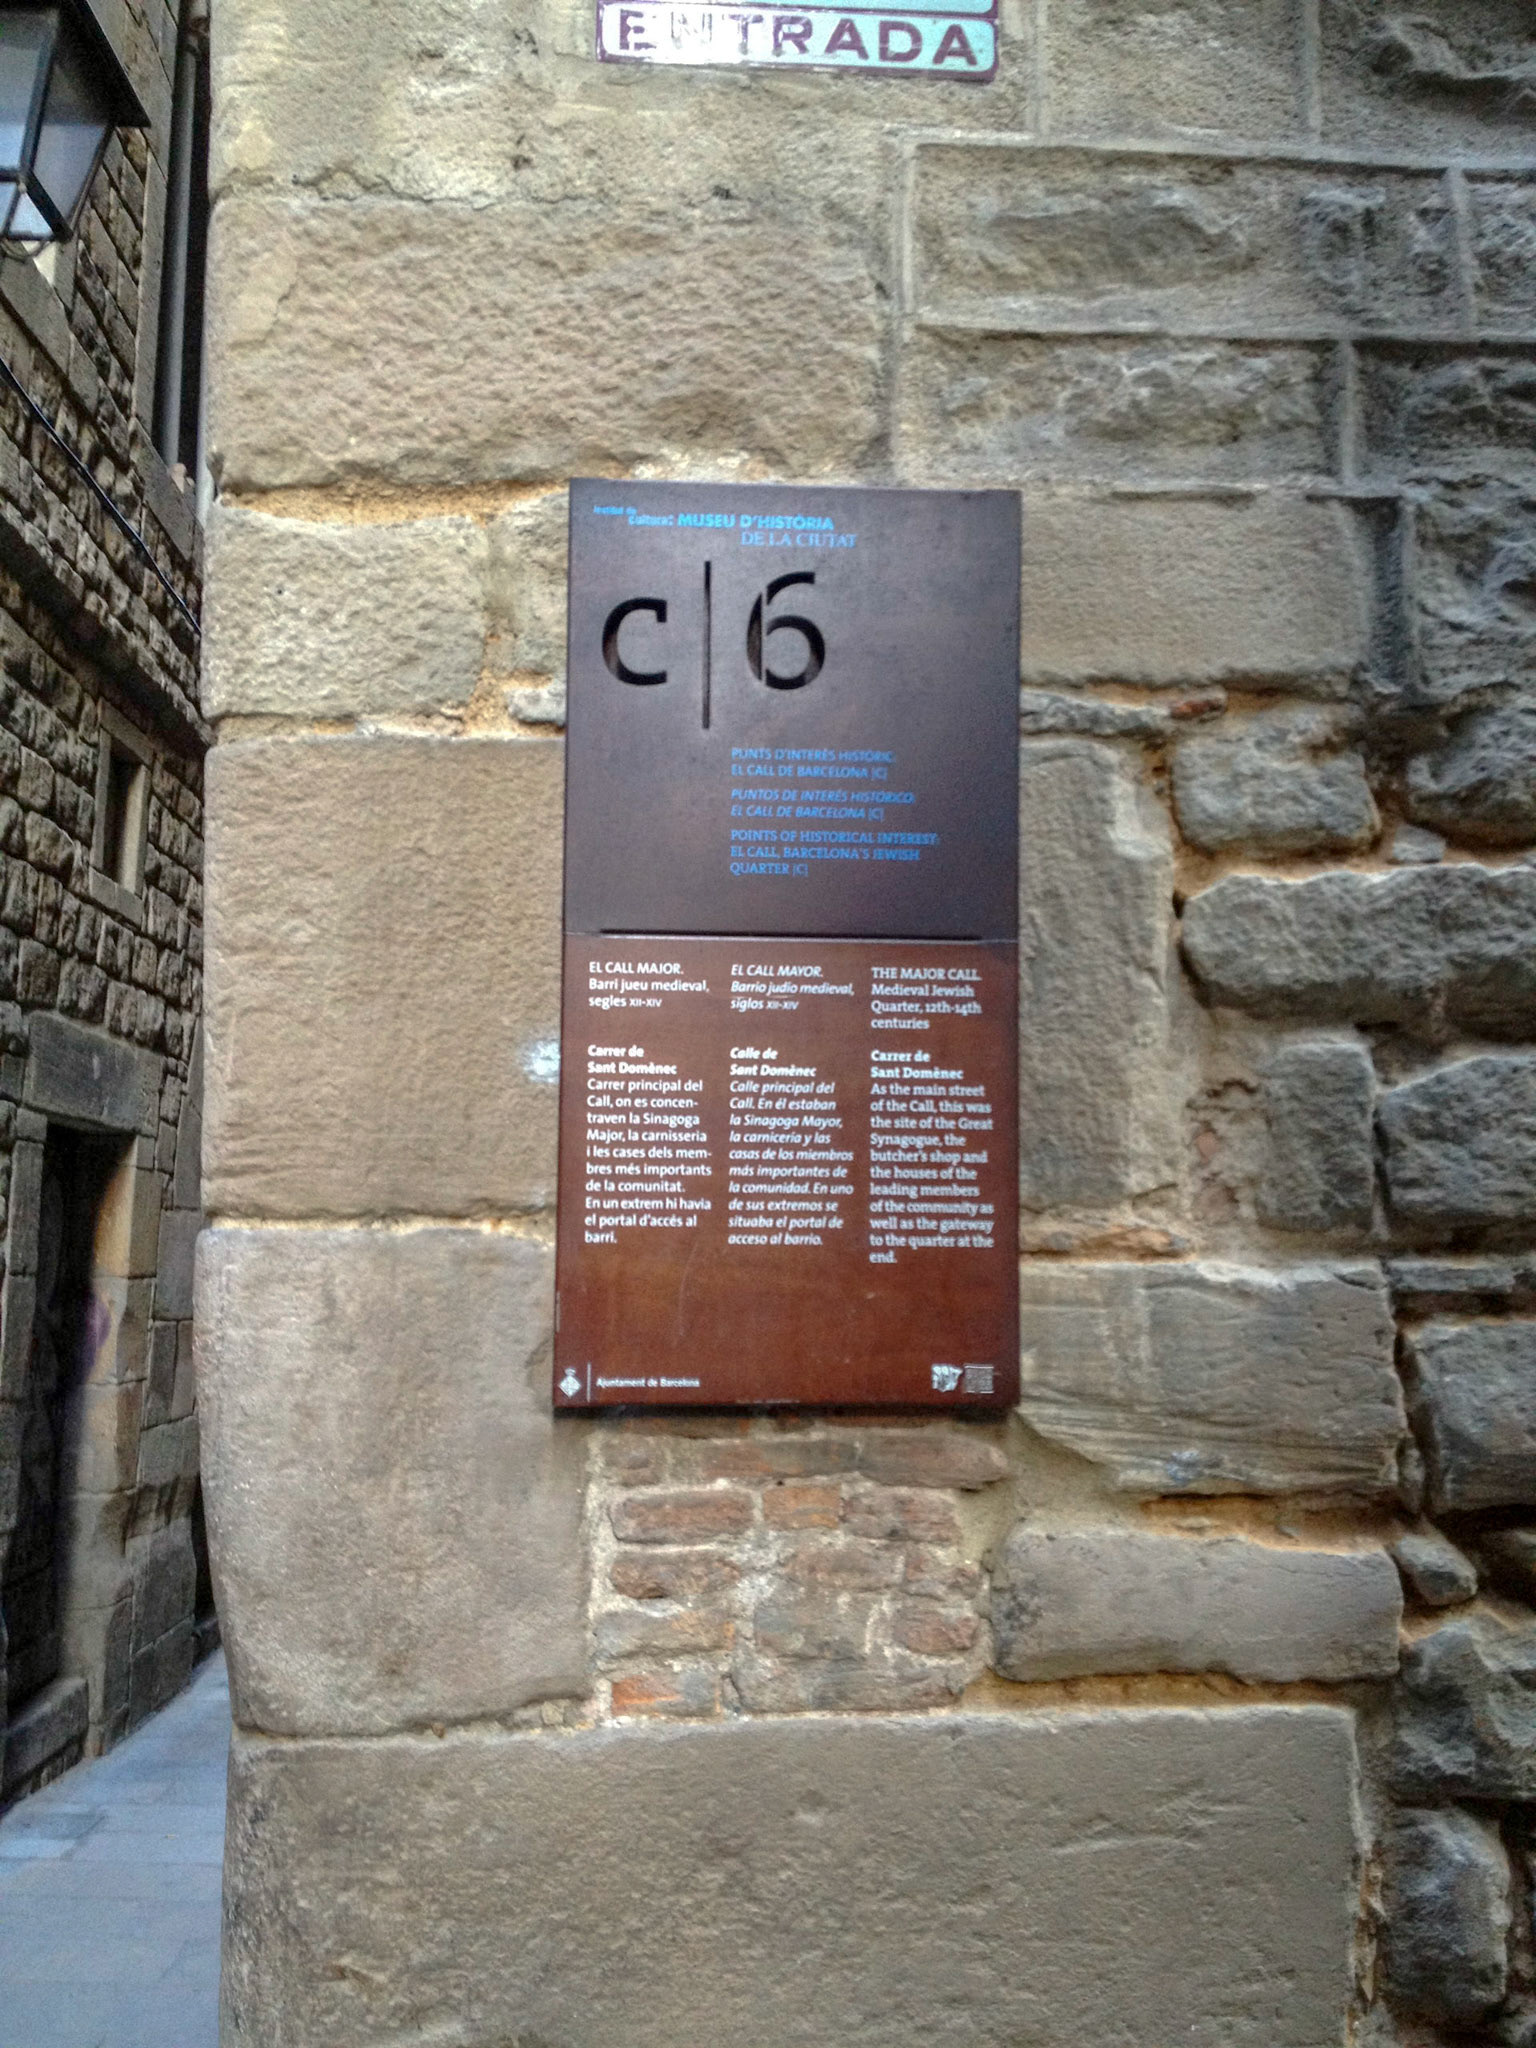 ENTRADA
Institut de
cultura: MUSEU D'HISTÒRIA
DE LA CIUTAT
c|6
PUNTS D'INTERÈS HISTÒRIC:
EL CALL DE BARCELONA |C|
PUNTOS DE INTERÉS HISTÓRICO:
EL CALL DE BARCELONA |C|
POINTS OF HISTORICAL INTEREST:
EL CALL, BARCELONA'S JEWISH
QUARTER |C|
EL CALL MAJOR.
Barri jueu medieval,
segles XII-XIV
Carrer de
Sant Domènec
Carrer principal del
Call, on es concen-
traven la Sinagoga
Major, la carnisseria
i les cases dels mem-
bres més importants
de la comunitat.
En un extrem hi havia
el portal d'accés al
barri.
EL CALL MAYOR.
Barrio judío medieval,
siglos XII-XIV
Calle de
Sant Domènec
Calle principal del
Call. En él estaban
la Sinagoga Mayor,
la carnicería y las
casas de los miembros
más importantes de
la comunidad. En uno
de sus extremos se
situaba el portal de
acceso al barrio.
THE MAJOR CALL.
Medieval Jewish
Quarter, 12th-14th
centuries
Carrer de
Sant Domènec
As the main street
of the Call, this was
the site of the Great
Synagogue, the
butcher's shop and
the houses of the
leading members
of the community as
well as the gateway
to the quarter at the
end.
Ajuntament de Barcelona